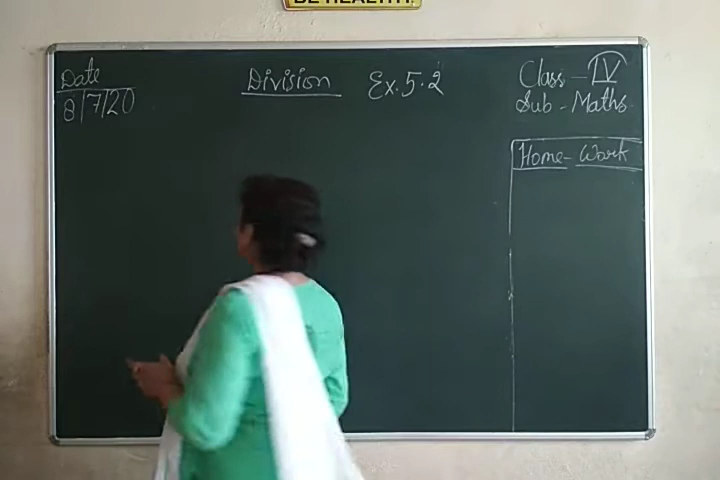 BE HEALTHY!
Date
8/7/20
Division Ex. 5.2
Class - IV
Sub - Maths
Home-Work